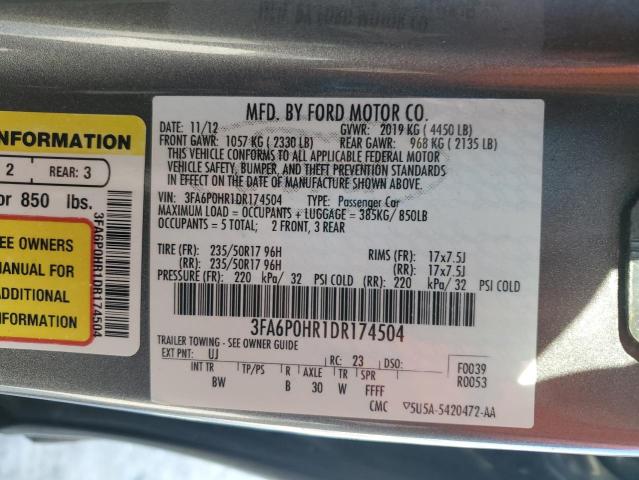 MFD. BY FORD MOTOR CO.
DATE: 11/12 GVWR: 2019 KG ( 4450 LB)
FRONT GAWR: 1057 KG ( 2330 LB) REAR GAWR: 968 KG ( 2135 LB)
THIS VEHICLE CONFORMS TO ALL APPLICABLE FEDERAL MOTOR
VEHICLE SAFETY, BUMPER, AND THEFT PREVENTION STANDARDS
IN EFFECT ON THE DATE OF MANUFACTURE SHOWN ABOVE.
VIN: 3FA6P0HR1DR174504 TYPE: Passenger Car
MAXIMUM LOAD = OCCUPANTS + LUGGAGE = 385KG/ 850LB
OCCUPANTS = 5 TOTAL; 2 FRONT, 3 REAR
TIRE (FR): 235/50R17 96H RIMS (FR): 17x7.5J
(RR): 235/50R17 96H (RR): 17x7.5J
PRESSURE (FR): 220 kPa/ 32 PSI COLD (RR): 220 kPa/ 32 PSI COLD
3FA6P0HR1DR174504
TRAILER TOWING - SEE OWNER GUIDE
EXT PNT: UJ RC: 23 DSO: F0039
INT TR TP/PS R AXLE TR SPR R0053
BW B 30 W FFFF
CMC 5U5A-5420472-AA
INFORMATION
2 REAR: 3
or 850 lbs.
EE OWNERS
MANUAL FOR
ADDITIONAL
INFORMATION
3FA6P0HR1DR174504